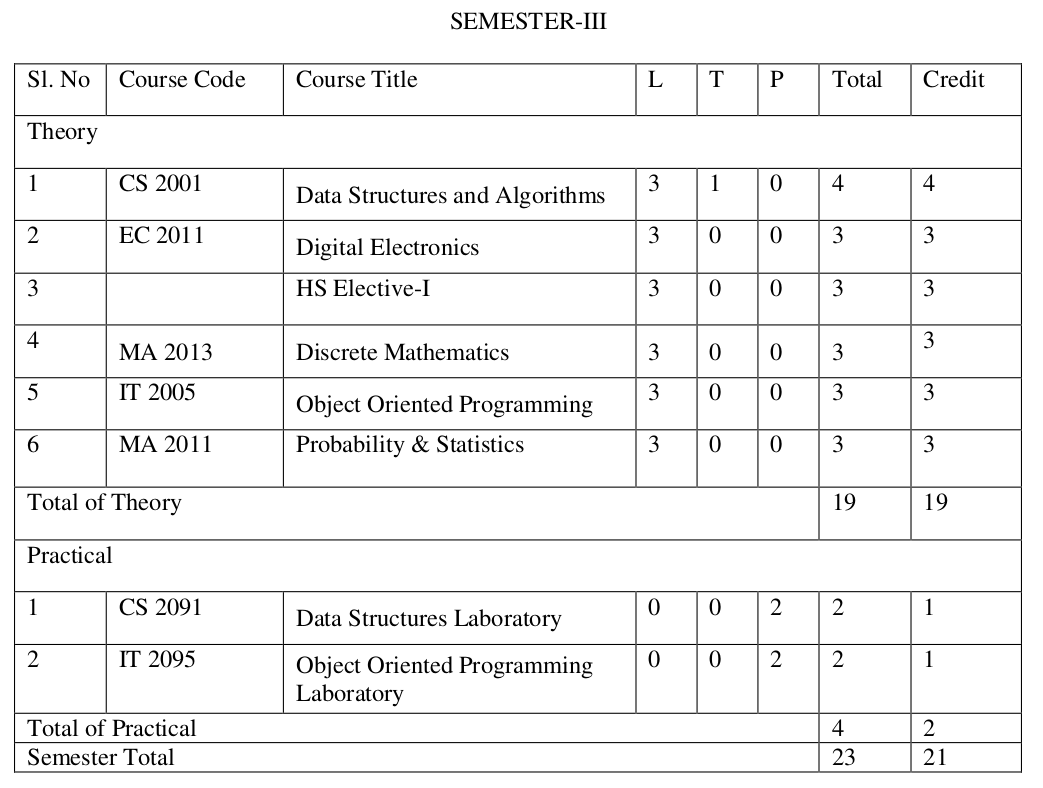 SEMESTER-III
Sl. No Course Code Course Title L T P Total Credit
Theory
1 CS 2001 Data Structures and Algorithms 3 1 0 4 4
2 EC 2011 Digital Electronics 3 0 0 3 3
3 HS Elective-I 3 0 0 3 3
4 MA 2013 Discrete Mathematics 3 0 0 3 3
5 IT 2005 Object Oriented Programming 3 0 0 3 3
6 MA 2011 Probability & Statistics 3 0 0 3 3
Total of Theory 19 19
Practical
1 CS 2091 Data Structures Laboratory 0 0 2 2 1
2 IT 2095 Object Oriented Programming 0 0 2 2 1
Laboratory
Total of Practical 4 2
Semester Total 23 21